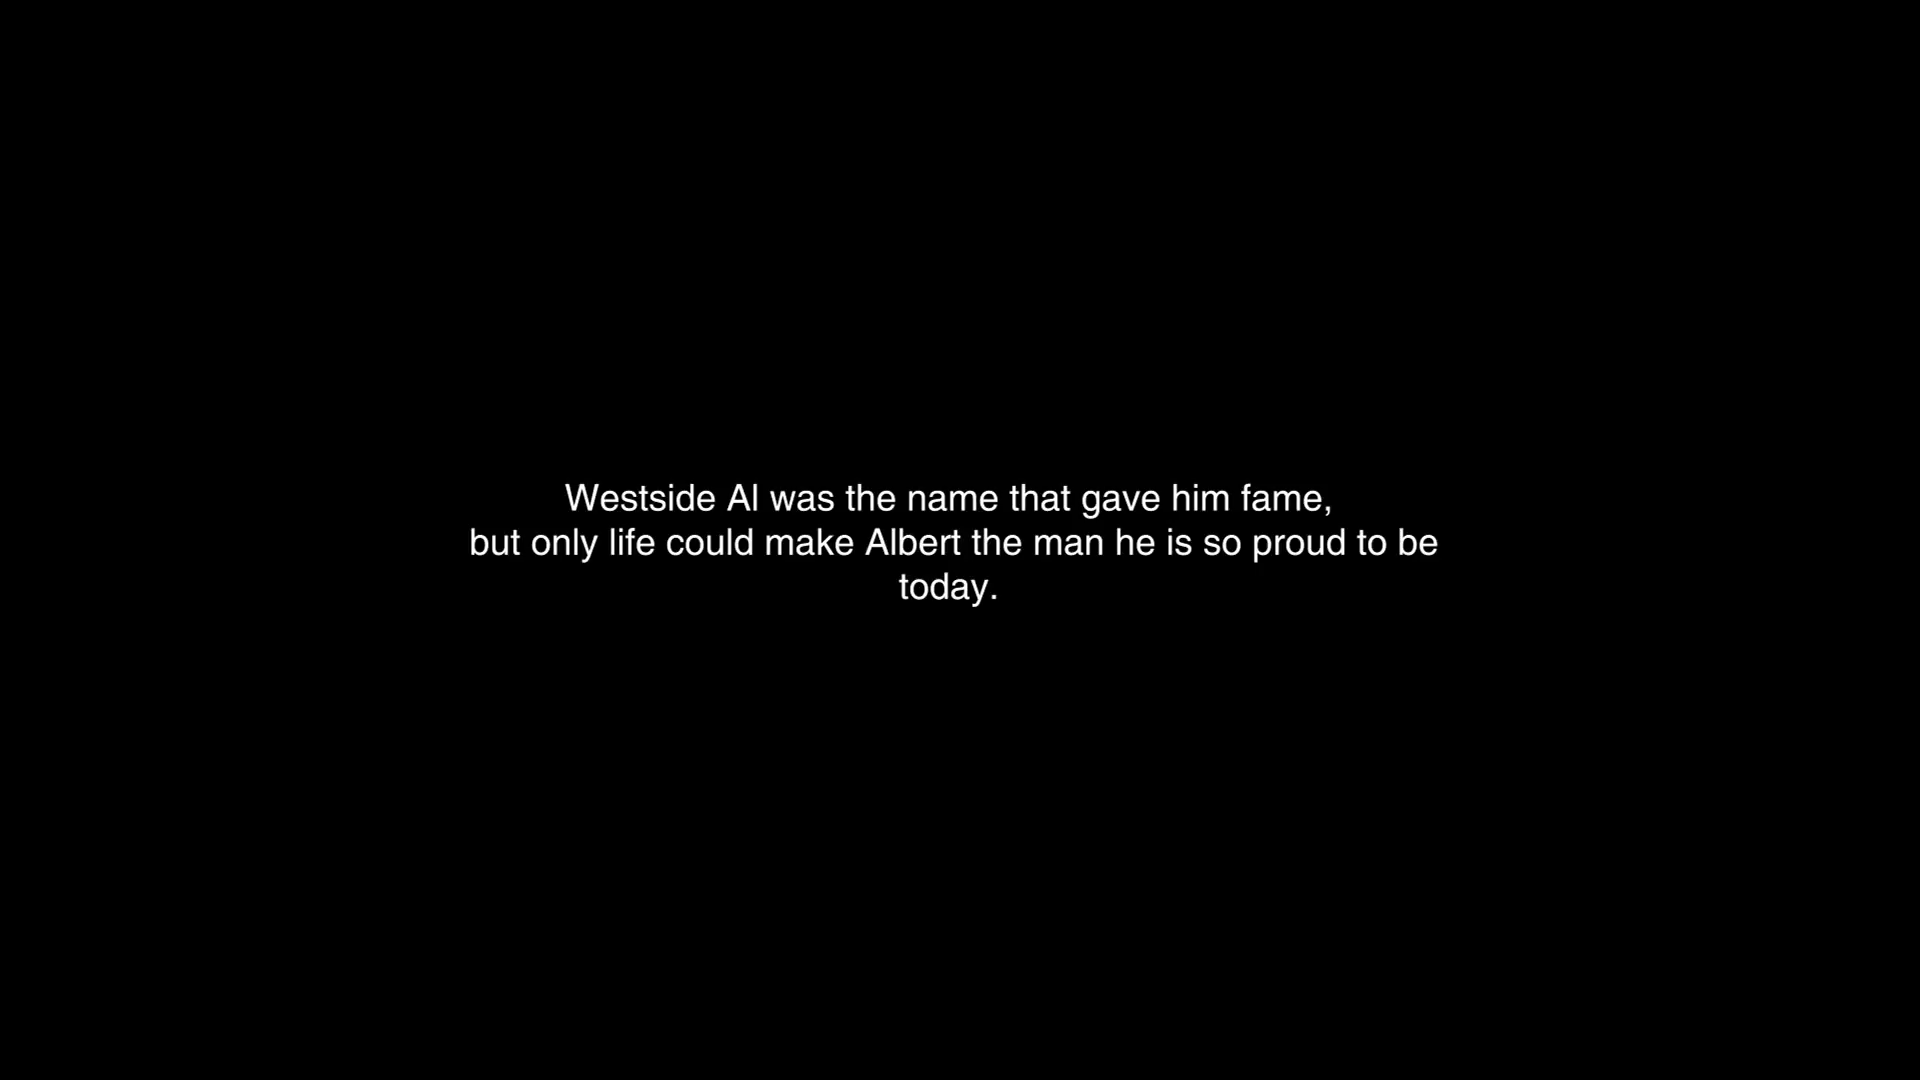 Westside Al was the name that gave him fame,
but only life could make Albert the man he is so proud to be
today.